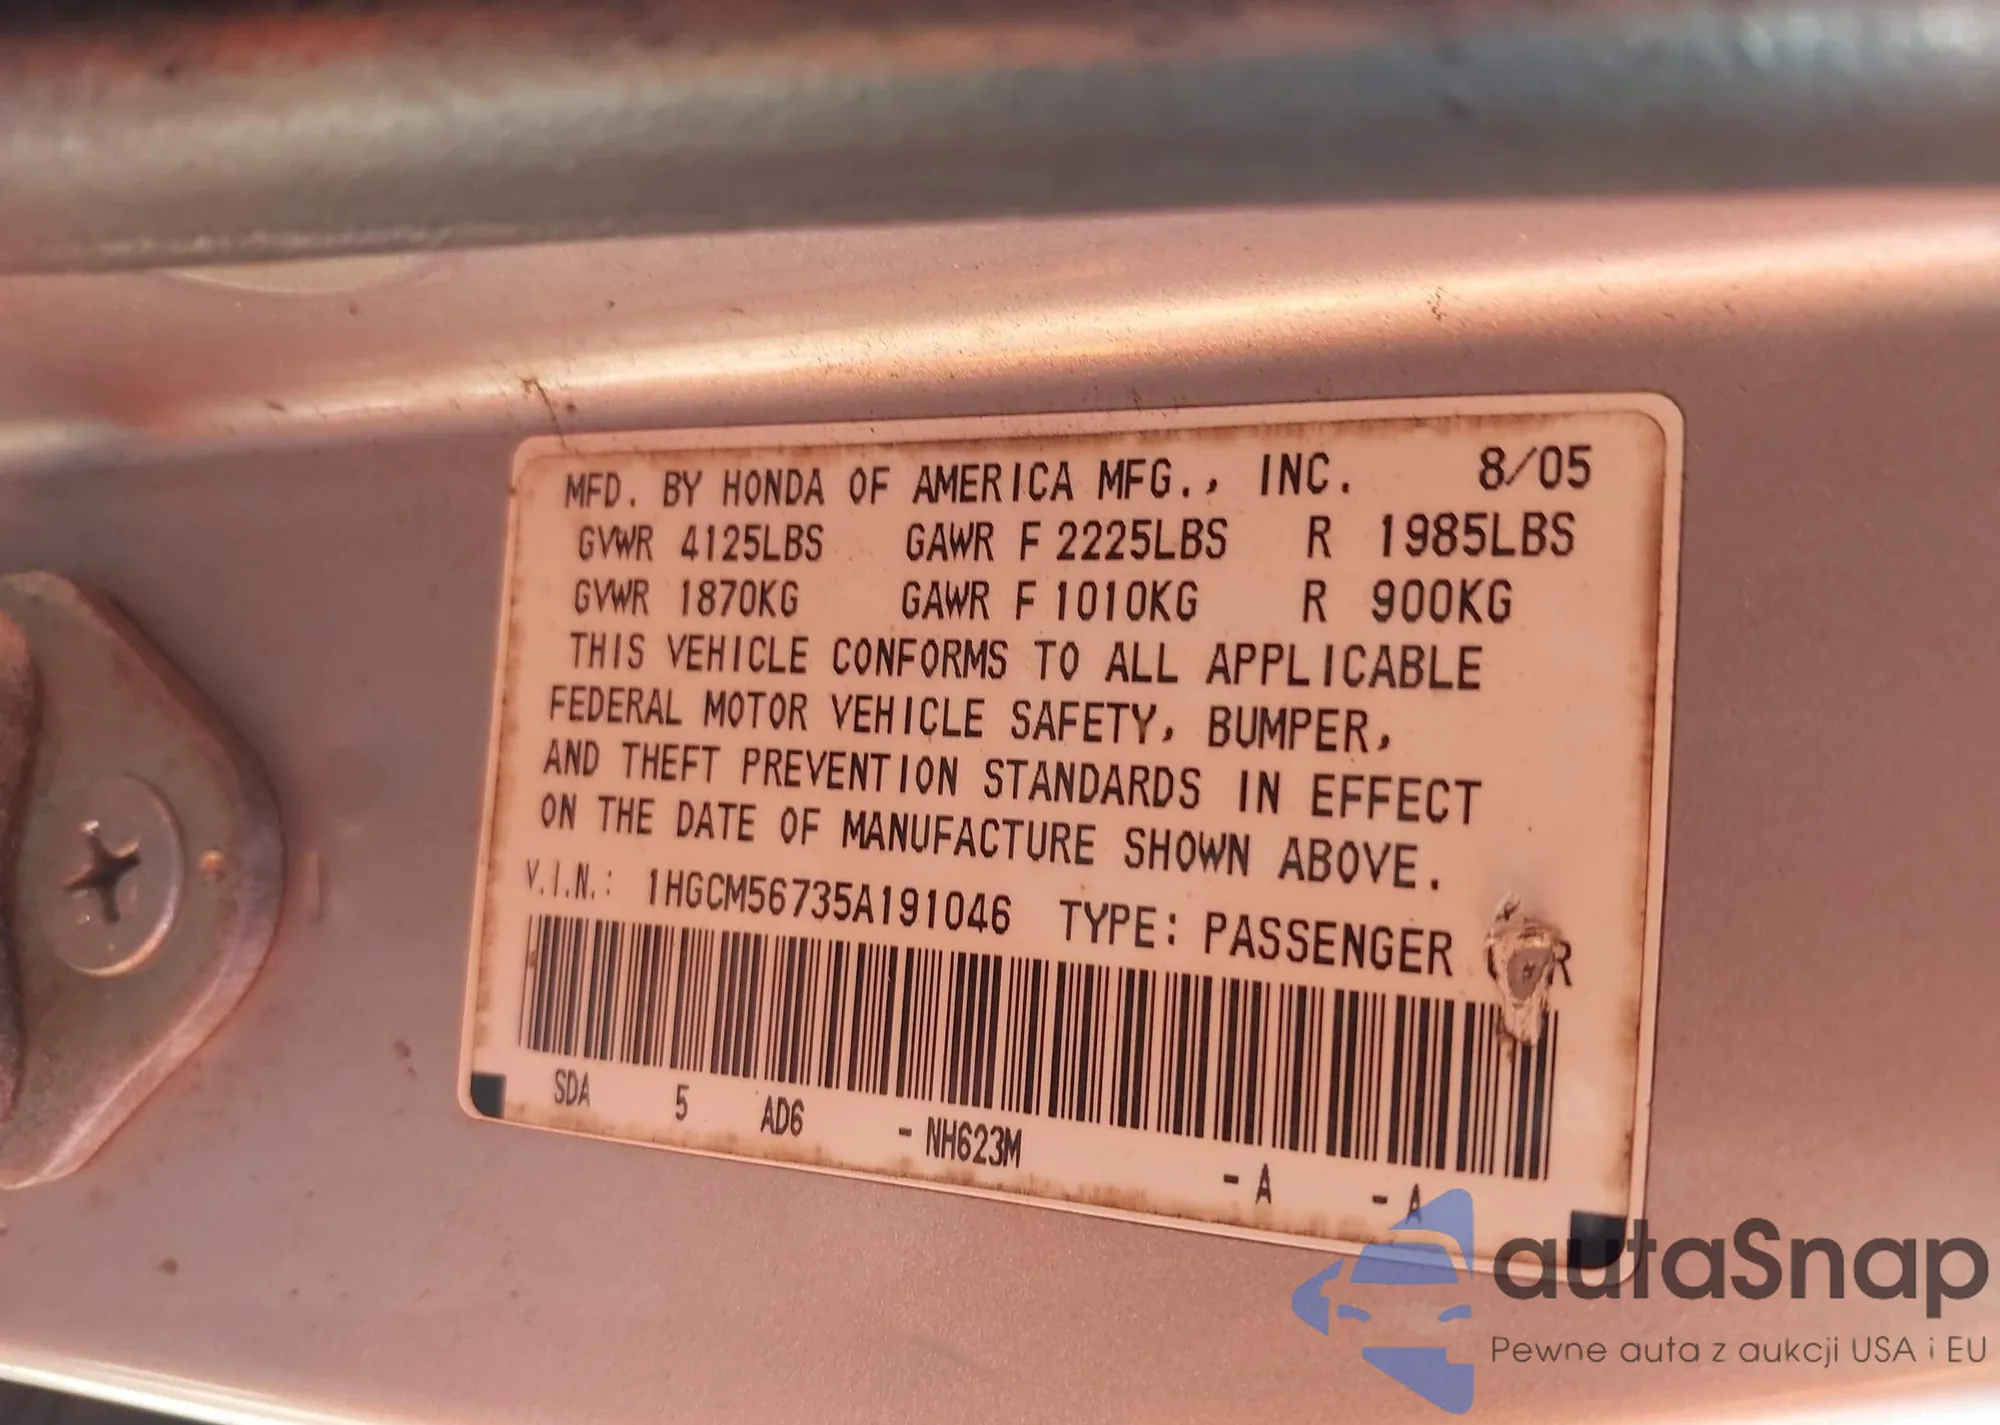 MFD. BY HONDA OF AMERICA MFG., INC. 8/05
GVWR 4125LBS GAWR F 2225LBS R 1985LBS
GVWR 1870KG GAWR F 1010KG R 900KG
THIS VEHICLE CONFORMS TO ALL APPLICABLE
FEDERAL MOTOR VEHICLE SAFETY, BUMPER,
AND THEFT PREVENTION STANDARDS IN EFFECT
ON THE DATE OF MANUFACTURE SHOWN ABOVE.
V.I.N.: 1HGCM56735A191046 TYPE: PASSENGER
SDA 5 AD6 - NH623M - A - A
autaSnap
Pewne auta z aukcji USA i EU